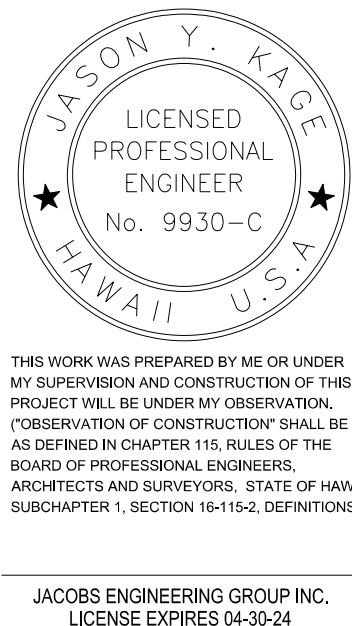 JASON Y. KAGE
LICENSED
PROFESSIONAL
ENGINEER
No. 9930-C
HAWAII U.S.A
THIS WORK WAS PREPARED BY ME OR UNDER
MY SUPERVISION AND CONSTRUCTION OF THIS
PROJECT WILL BE UNDER MY OBSERVATION.
("OBSERVATION OF CONSTRUCTION" SHALL BE
AS DEFINED IN CHAPTER 115, RULES OF THE
BOARD OF PROFESSIONAL ENGINEERS,
ARCHITECTS AND SURVEYORS, STATE OF HAW
SUBCHAPTER 1, SECTION 16-115-2, DEFINITIONS
JACOBS ENGINEERING GROUP INC.
LICENSE EXPIRES 04-30-24